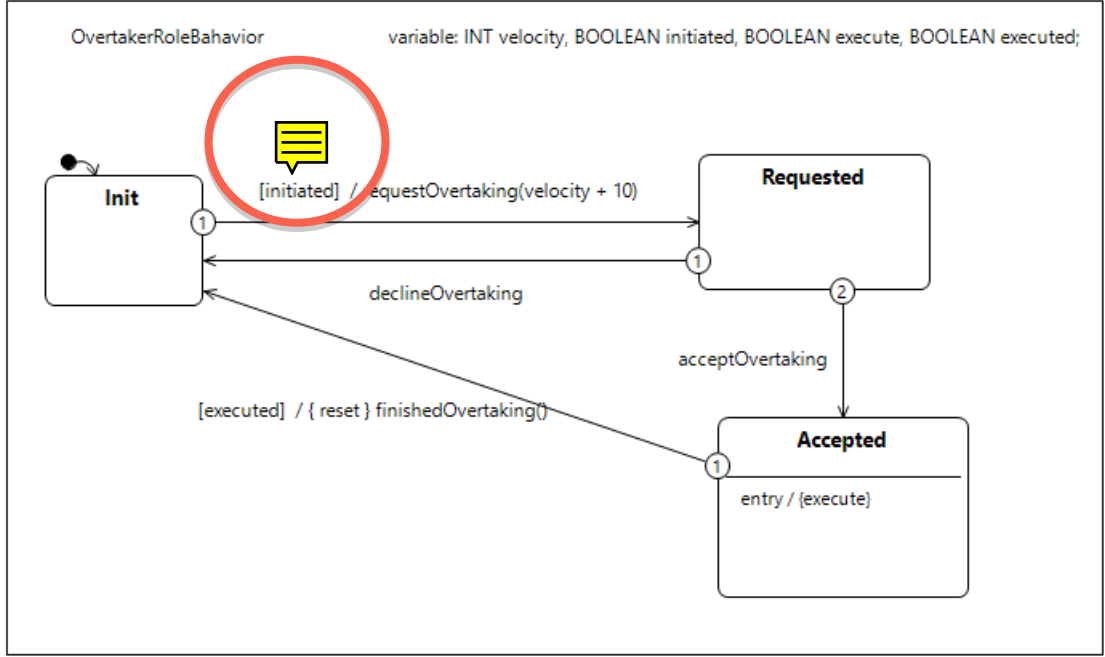 OvertakerRoleBahavior
variable: INT velocity, BOOLEAN initiated, BOOLEAN execute, BOOLEAN executed;
Init
[initiated] / requestOvertaking(velocity + 10)
Requested
1
1
declineOvertaking
2
acceptOvertaking
[executed] / { reset } finishedOvertaking()
Accepted
1
entry / {execute}